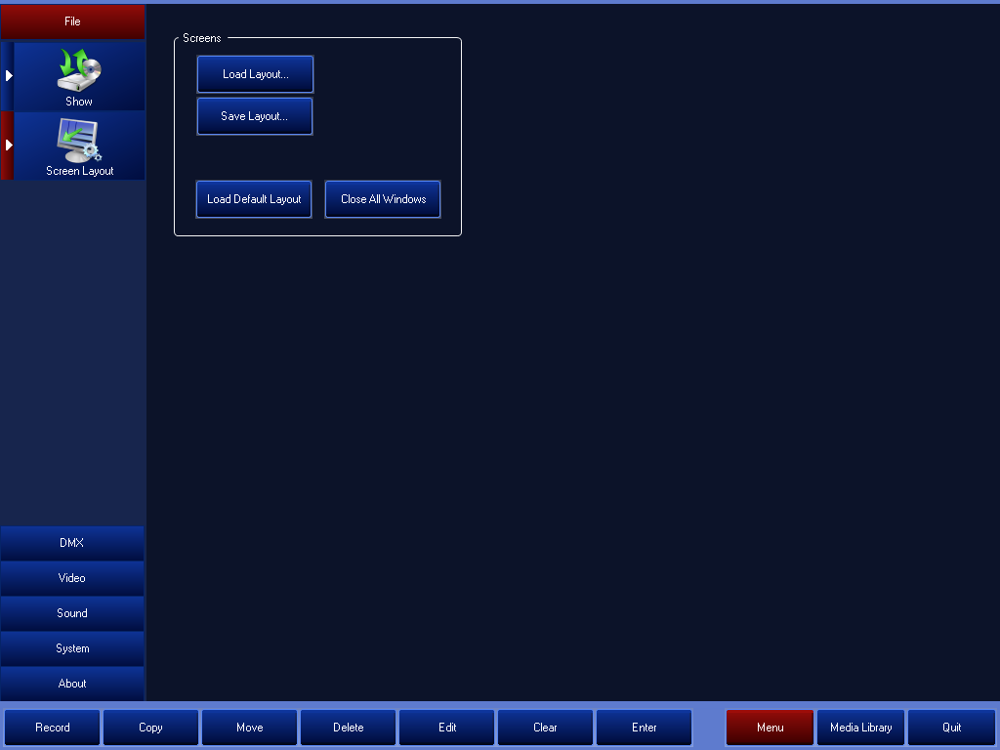 File
Show
Screen Layout
Screens
Load Layout...
Save Layout...
Load Default Layout
Close All Windows
DMX
Video
Sound
System
About
Record
Copy
Move
Delete
Edit
Clear
Enter
Menu
Media Library
Quit